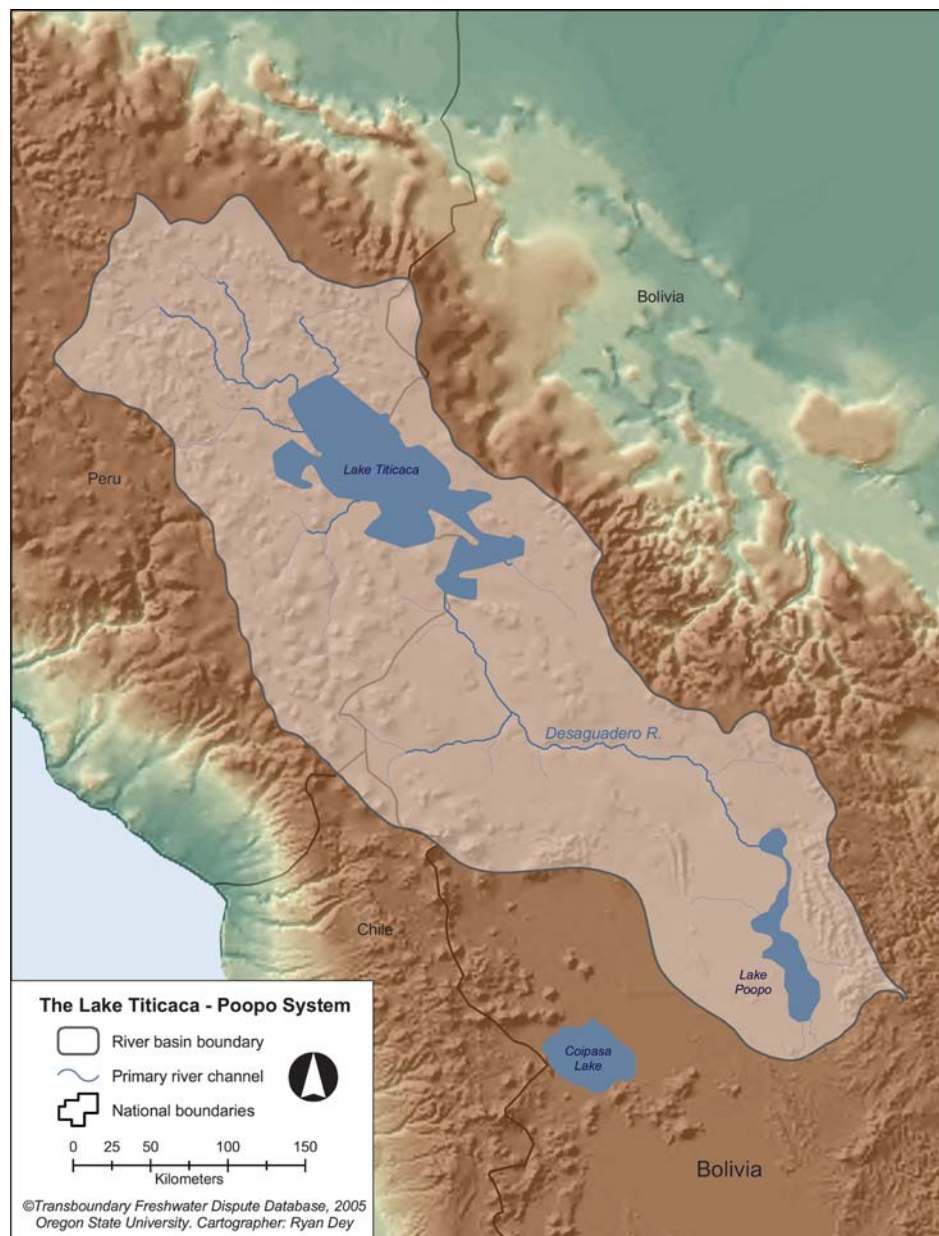 Bolivia
Peru
Lake Titicaca
Desaguadero R.
Chile
Lake
Poopo
Coipasa
Lake
Bolivia
The Lake Titicaca - Poopo System
River basin boundary
Primary river channel
National boundaries
0 25 50 100 150
Kilometers
©Transboundary Freshwater Dispute Database, 2005
Oregon State University. Cartographer: Ryan Dey